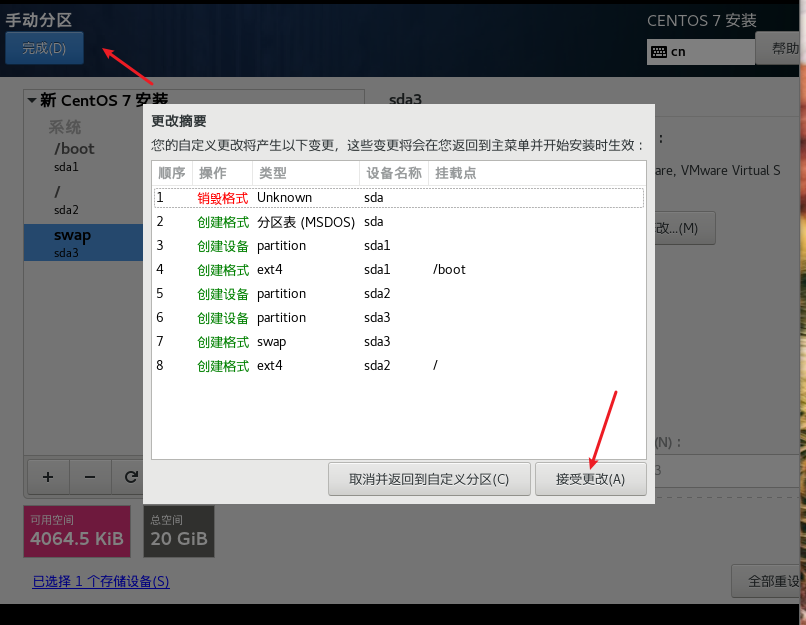 手动分区
CENTOS 7 安装
完成(D)
cn
帮助
新 CentOS 7 安装
sda3
系统
/boot
sda1
/
sda2
swap
sda3
更改摘要
您的自定义更改将产生以下变更，这些变更将会在您返回到主菜单并开始安装时生效：
顺序 操作 类型 设备名称 挂载点
1 销毁格式 Unknown sda
2 创建格式 分区表 (MSDOS) sda
3 创建设备 partition sda1
4 创建格式 ext4 sda1 /boot
5 创建设备 partition sda2
6 创建设备 partition sda3
7 创建格式 swap sda3
8 创建格式 ext4 sda2 /
取消并返回到自定义分区(C)
接受更改(A)
：
are, VMware Virtual S
改...(M)
(N)：
3
+ −
可用空间
4064.5 KiB
总空间
20 GiB
已选择 1 个存储设备(S)
全部重设